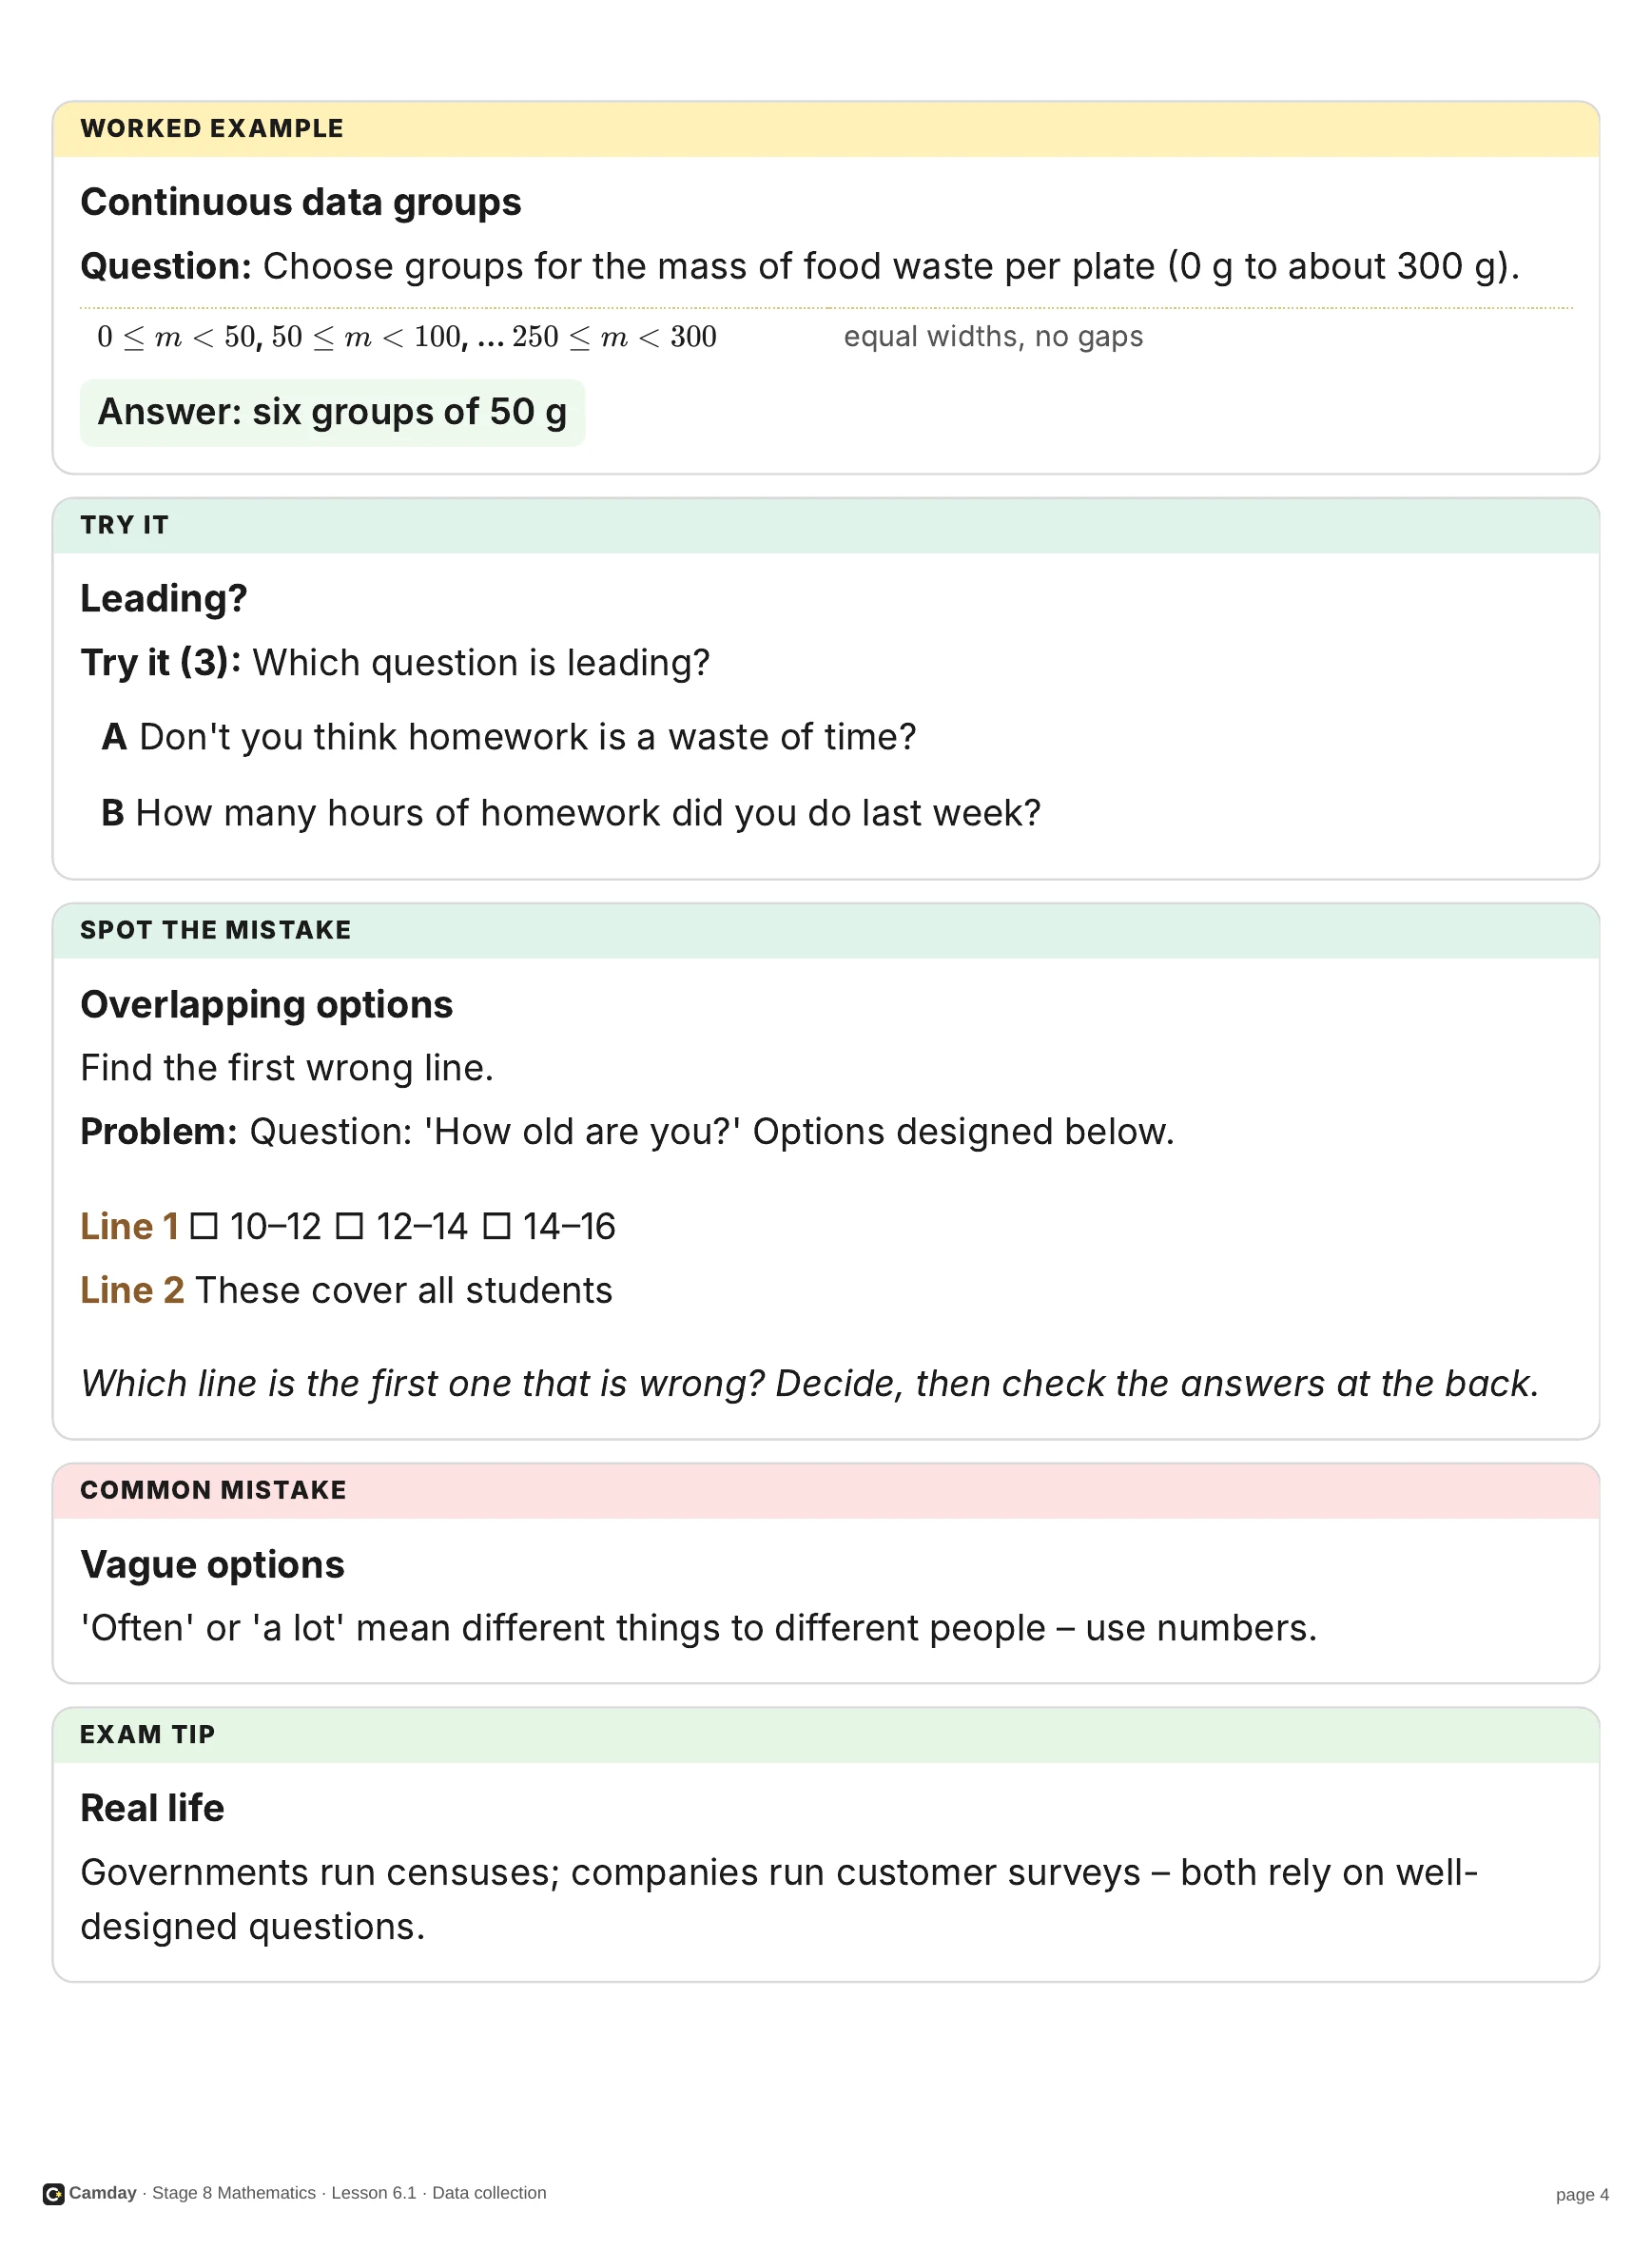 WORKED EXAMPLE
Continuous data groups
Question: Choose groups for the mass of food waste per plate (0 g to about 300 g).
0 ≤ m < 50, 50 ≤ m < 100, ... 250 ≤ m < 300 equal widths, no gaps
Answer: six groups of 50 g
TRY IT
Leading?
Try it (3): Which question is leading?
A Don't you think homework is a waste of time?
B How many hours of homework did you do last week?
SPOT THE MISTAKE
Overlapping options
Find the first wrong line.
Problem: Question: 'How old are you?' Options designed below.
Line 1 ☐ 10–12 ☐ 12–14 ☐ 14–16
Line 2 These cover all students
Which line is the first one that is wrong? Decide, then check the answers at the back.
COMMON MISTAKE
Vague options
'Often' or 'a lot' mean different things to different people – use numbers.
EXAM TIP
Real life
Governments run censuses; companies run customer surveys – both rely on well-
designed questions.
Camday · Stage 8 Mathematics · Lesson 6.1 · Data collection page 4